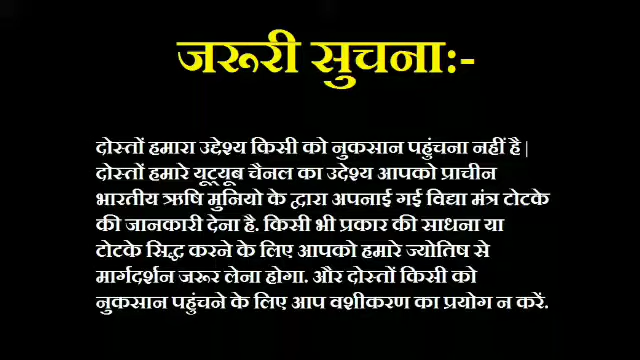 जरूरी सुचना:-
दोस्तों हमारा उद्देश्य किसी को नुकसान पहुंचना नहीं है |
दोस्तों हमारे यूट्यूब चैनल का उदेश्य आपको प्राचीन
भारतीय ऋषि मुनियो के द्वारा अपनाई गई विद्या मंत्र टोटके
की जानकारी देना है. किसी भी प्रकार की साधना या
टोटके सिद्ध करने के लिए आपको हमारे ज्योतिष से
मार्गदर्शन जरूर लेना होगा. और दोस्तों किसी को
नुकसान पहुंचने के लिए आप वशीकरण का प्रयोग न करें.